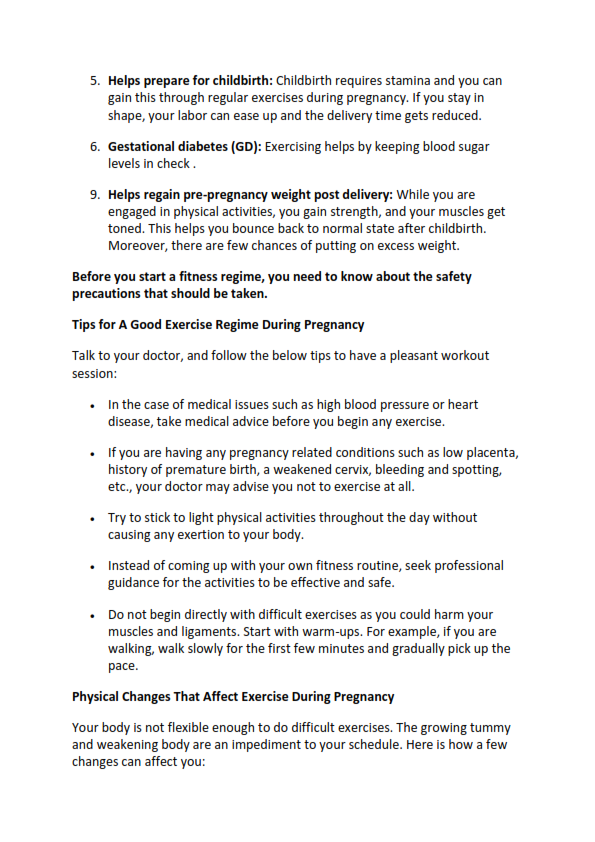 5. Helps prepare for childbirth: Childbirth requires stamina and you can
gain this through regular exercises during pregnancy. If you stay in
shape, your labor can ease up and the delivery time gets reduced.
6. Gestational diabetes (GD): Exercising helps by keeping blood sugar
levels in check .
9. Helps regain pre-pregnancy weight post delivery: While you are
engaged in physical activities, you gain strength, and your muscles get
toned. This helps you bounce back to normal state after childbirth.
Moreover, there are few chances of putting on excess weight.
Before you start a fitness regime, you need to know about the safety
precautions that should be taken.
Tips for A Good Exercise Regime During Pregnancy
Talk to your doctor, and follow the below tips to have a pleasant workout
session:
• In the case of medical issues such as high blood pressure or heart
disease, take medical advice before you begin any exercise.
• If you are having any pregnancy related conditions such as low placenta,
history of premature birth, a weakened cervix, bleeding and spotting,
etc., your doctor may advise you not to exercise at all.
• Try to stick to light physical activities throughout the day without
causing any exertion to your body.
• Instead of coming up with your own fitness routine, seek professional
guidance for the activities to be effective and safe.
• Do not begin directly with difficult exercises as you could harm your
muscles and ligaments. Start with warm-ups. For example, if you are
walking, walk slowly for the first few minutes and gradually pick up the
pace.
Physical Changes That Affect Exercise During Pregnancy
Your body is not flexible enough to do difficult exercises. The growing tummy
and weakening body are an impediment to your schedule. Here is how a few
changes can affect you: